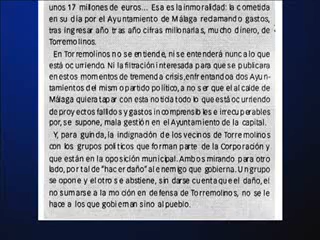 unos 17 millones de euros... Esa es la inmoralidad: la cometida
en su día por el Ayuntamiento de Málaga redamando gastos,
tras ingresar año tras año cifras millonarias, mucho dinero, de
Torremolinos.
En Torremolinos no se entiende, ni se entenderá nunca lo que
está ocurriendo. Ni la filtración interesada para que se publicara
en estos momentos de tremenda crisis, enfrentando a dos Ayun-
tamientos del mismo partido político, a no ser que el alcalde de
Málaga quiera tapar con esta noticia todo lo que está ocurriendo
de proyectos fallidos y gastos incomprensibles e irrecuperables
por, se supone, mala gestión en el Ayuntamiento de la capital.
Y, para guinda, la indignación de los vecinos de Torremolinos
con los grupos políticos que forman parte de la Corporación y
que están en la oposición municipal. Ambos mirando para otro
lado, por tal de "hacer daño" al enemigo que gobierna. Un grupo
se opone y el otro se abstiene, sin darse cuenta que el daño, el
no sumarse a la moción en defensa de Torremolinos, no se le
hace a los que gobiernan sino al pueblo.